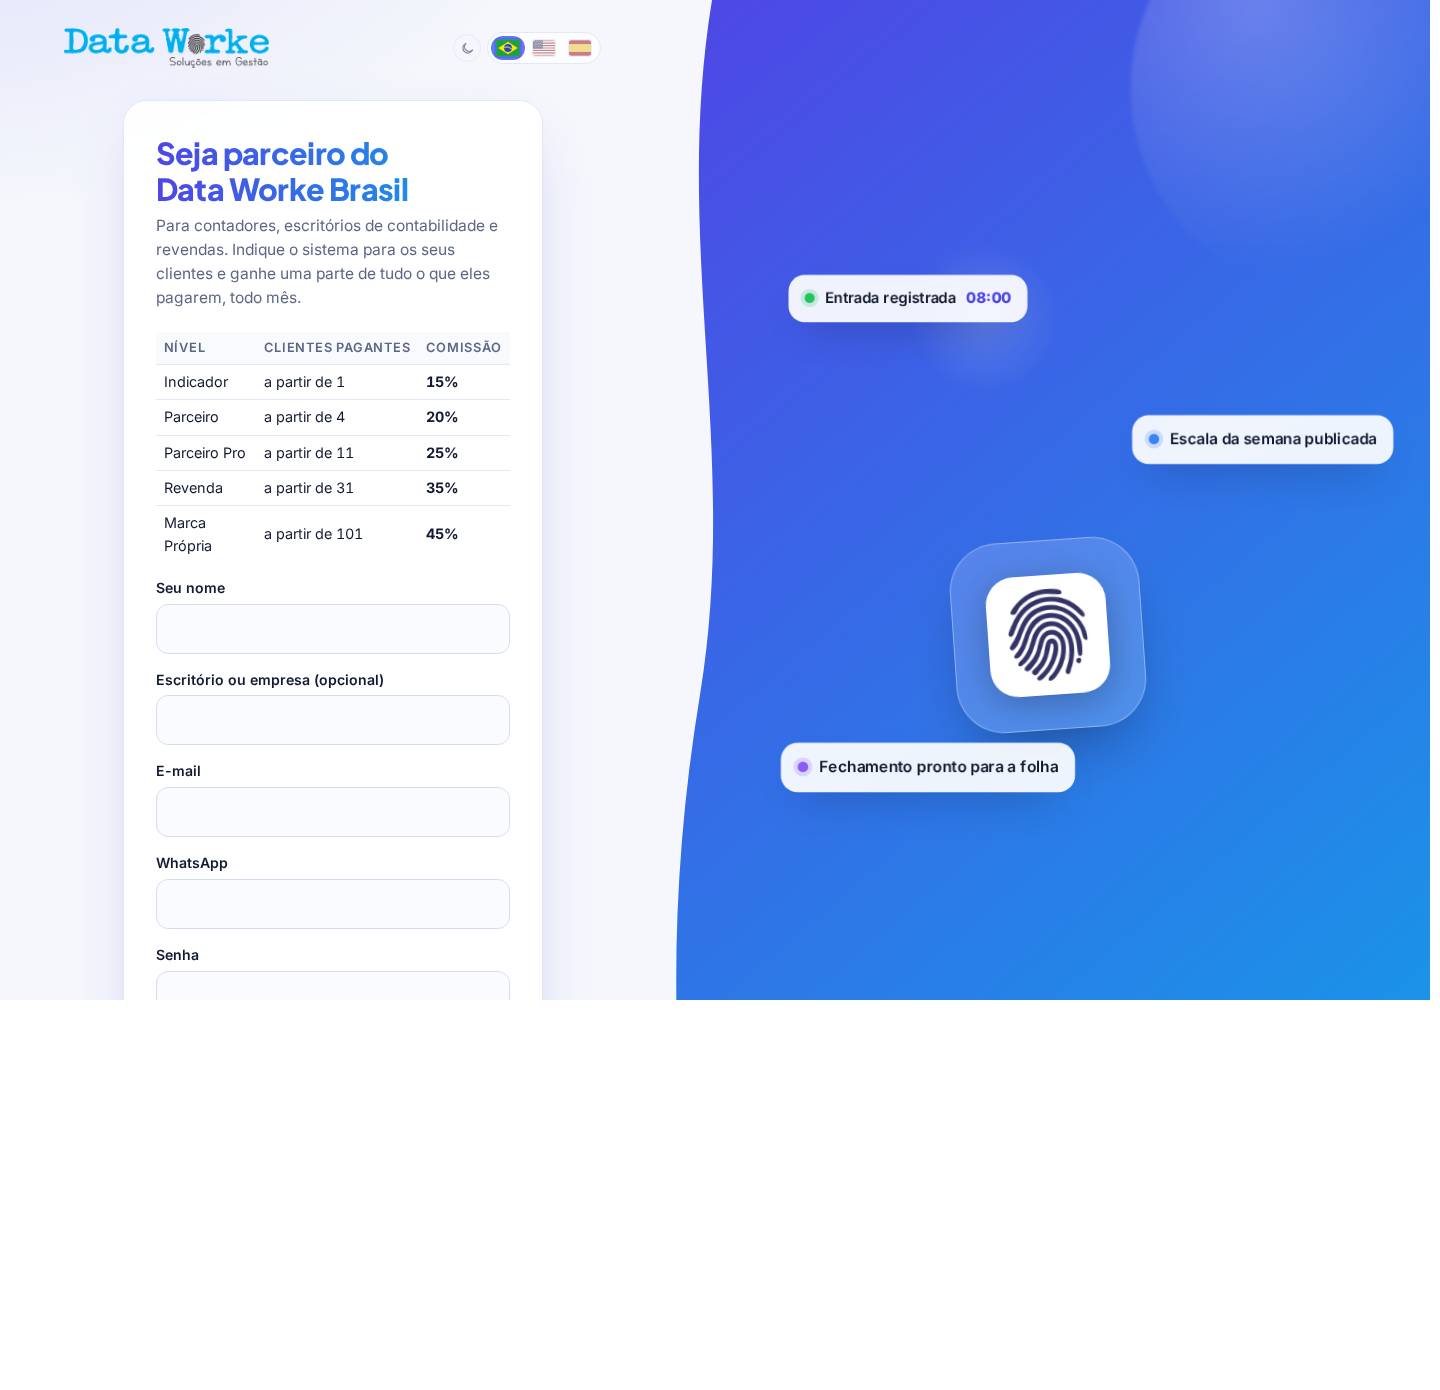 Data Worke
Soluções em Gestão
Seja parceiro do
Data Worke Brasil
Para contadores, escritórios de contabilidade e
revendas. Indique o sistema para os seus
clientes e ganhe uma parte de tudo o que eles
pagarem, todo mês.
NÍVEL CLIENTES PAGANTES COMISSÃO
Indicador a partir de 1 15%
Parceiro a partir de 4 20%
Parceiro Pro a partir de 11 25%
Revenda a partir de 31 35%
Marca
Própria a partir de 101 45%
Seu nome
Escritório ou empresa (opcional)
E-mail
WhatsApp
Senha
Entrada registrada 08:00
Escala da semana publicada
Fechamento pronto para a folha